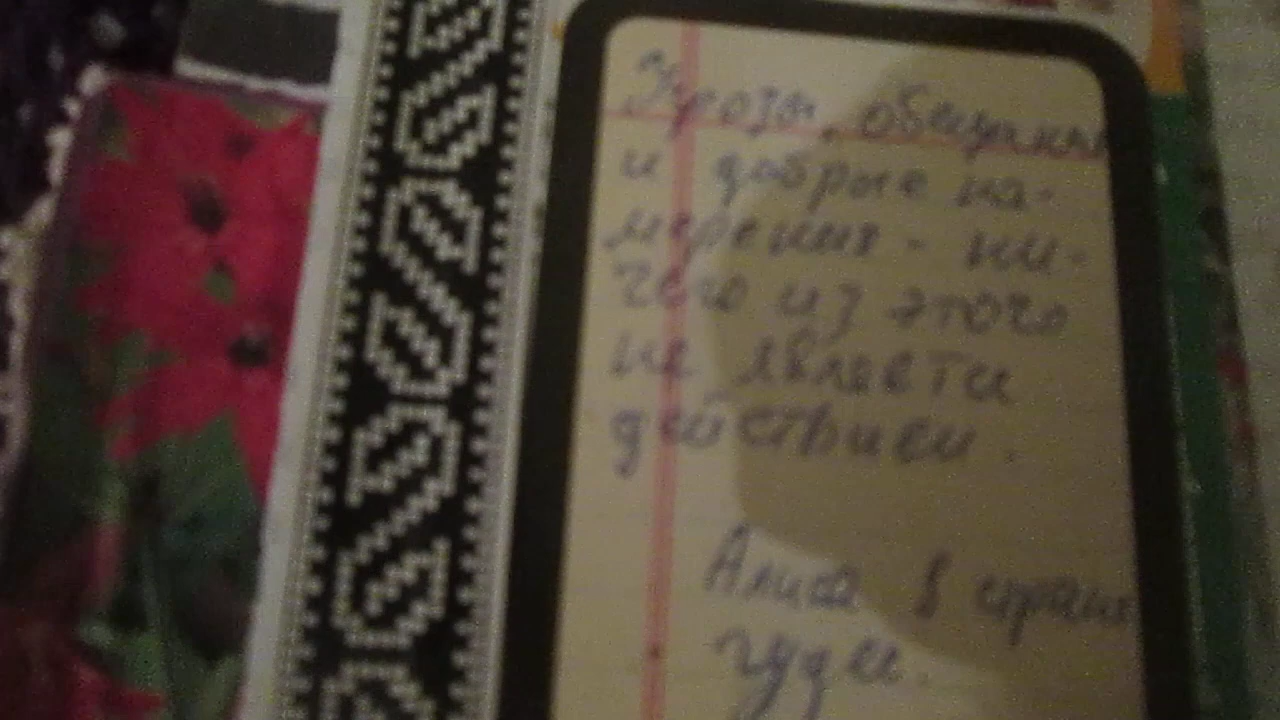 Угрозы, обещания
и добрые на-
мерения - ни-
чего из этого
не является
действием.
Алиса в стране
чудес.